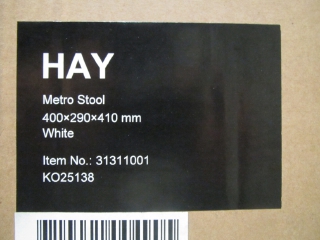 HAY
Metro Stool
400×290×410 mm
White
Item No.: 31311001
KO25138